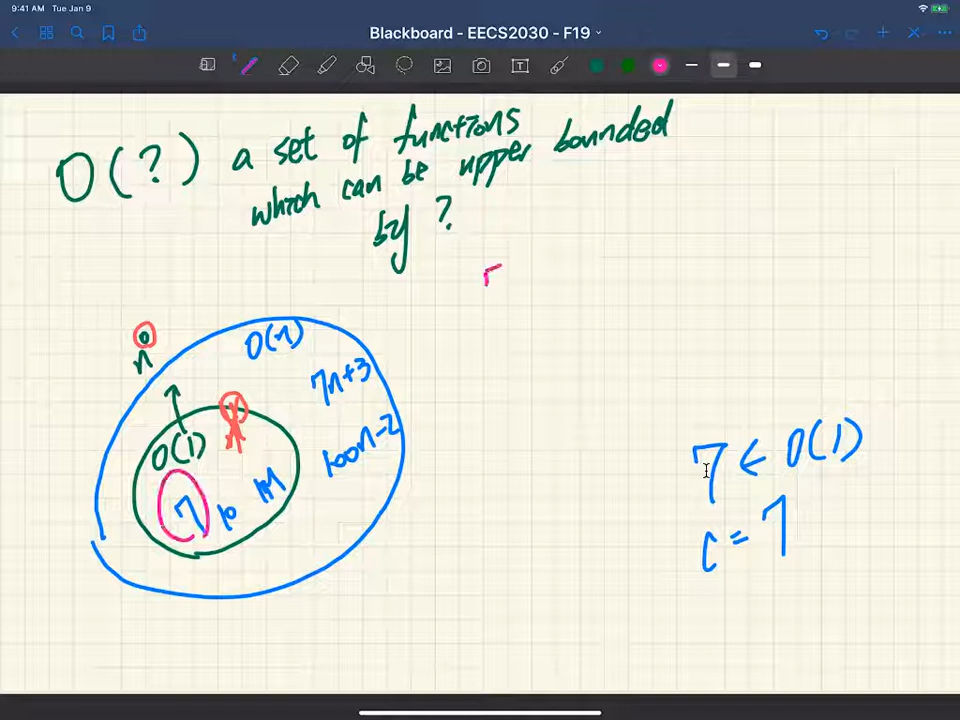 9:41 AM Tue Jan 9
Blackboard - EECS2030 - F19
O(?) a set of functions
which can be upper bounded
by ?
n⁰
O(n)
7n+3
O(1)
100n-2
7 10 1M
7 ∈ O(1)
c = 7